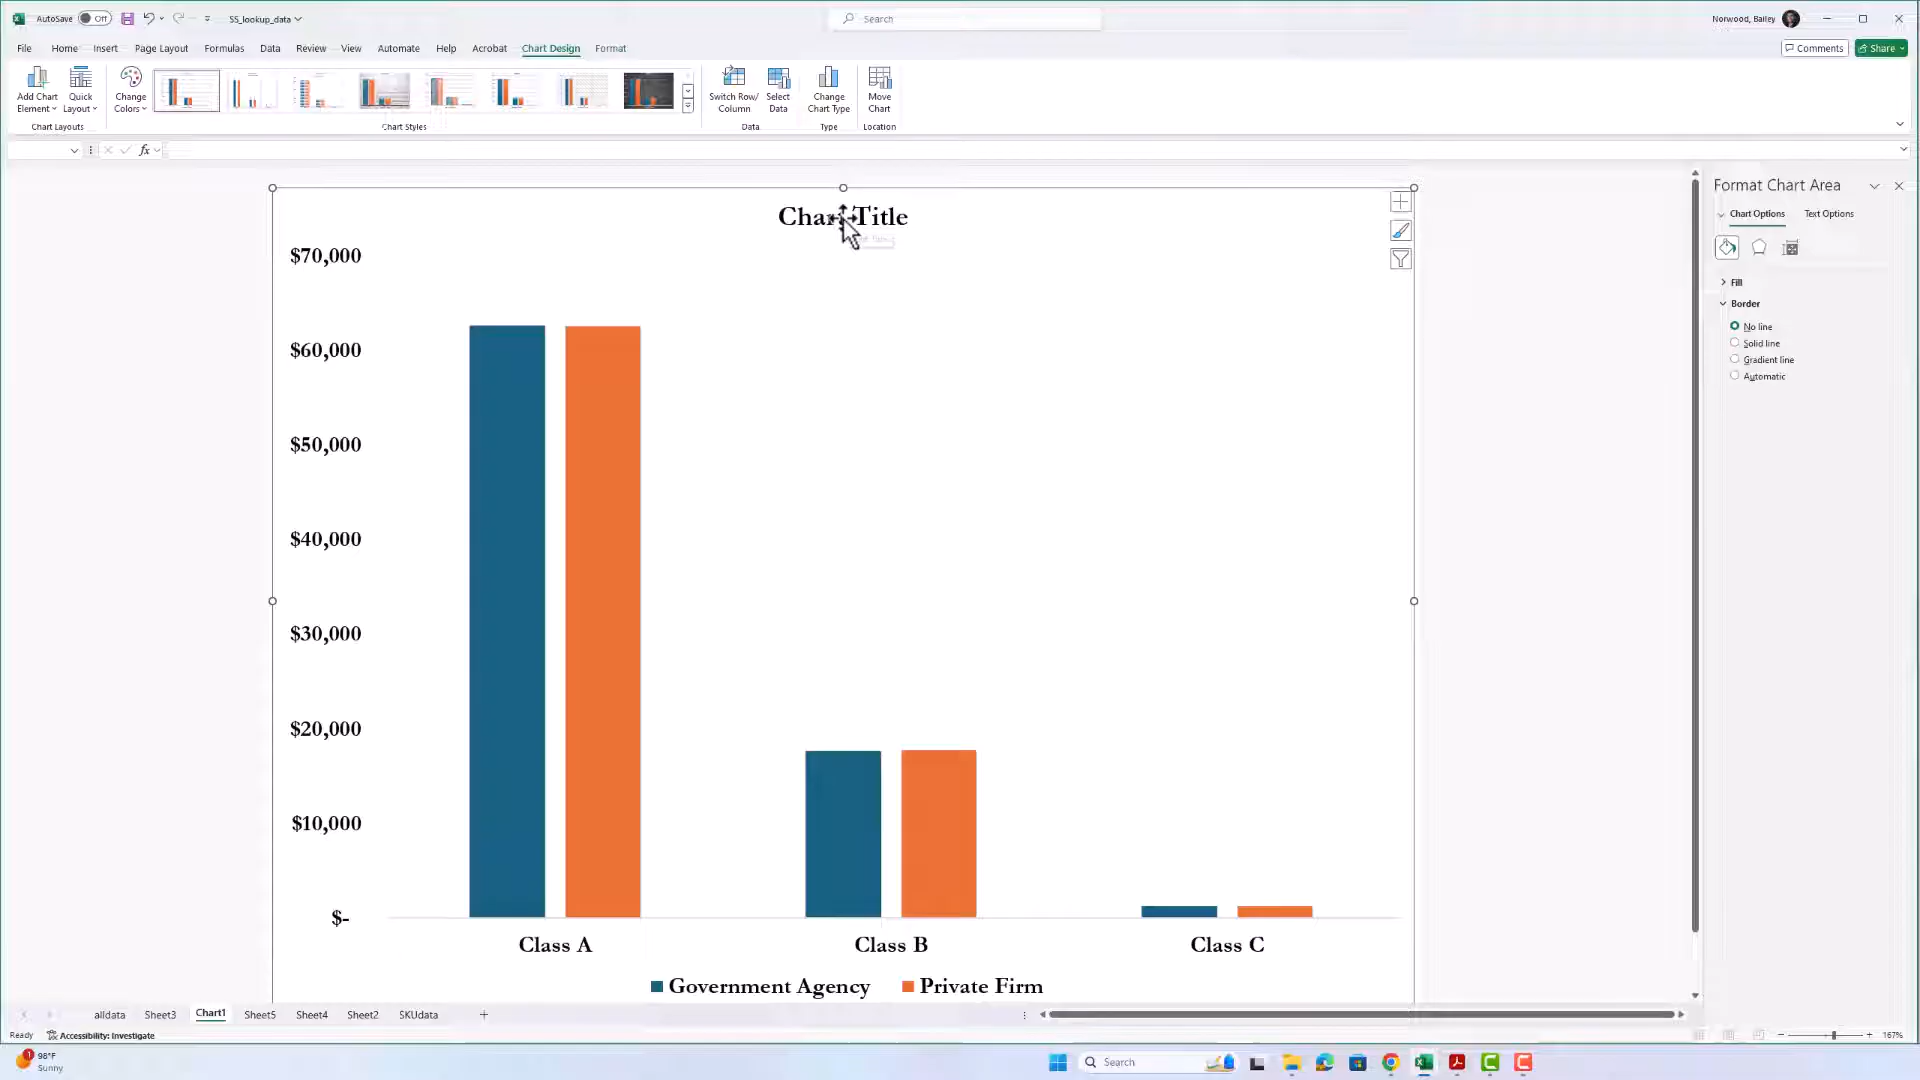 AutoSave Off SS_lookup_data Search Norwood, Bailey
File Home Insert Page Layout Formulas Data Review View Automate Help Acrobat Chart Design Format Comments Share
Add Chart Element Quick Layout Change Colors Switch Row/ Column Select Data Change Chart Type Move Chart
Chart Layouts Chart Styles Data Type Location
fx
Format Chart Area
Chart Options Text Options
Fill
Border
No line
Solid line
Gradient line
Automatic
Chart Title
$70,000
$60,000
$50,000
$40,000
$30,000
$20,000
$10,000
$-
Class A Class B Class C
Government Agency Private Firm
alldata Sheet3 Chart1 Sheet5 Sheet4 Sheet2 SKUdata
Ready Accessibility: Investigate 167%
1 98°F
Sunny
Search